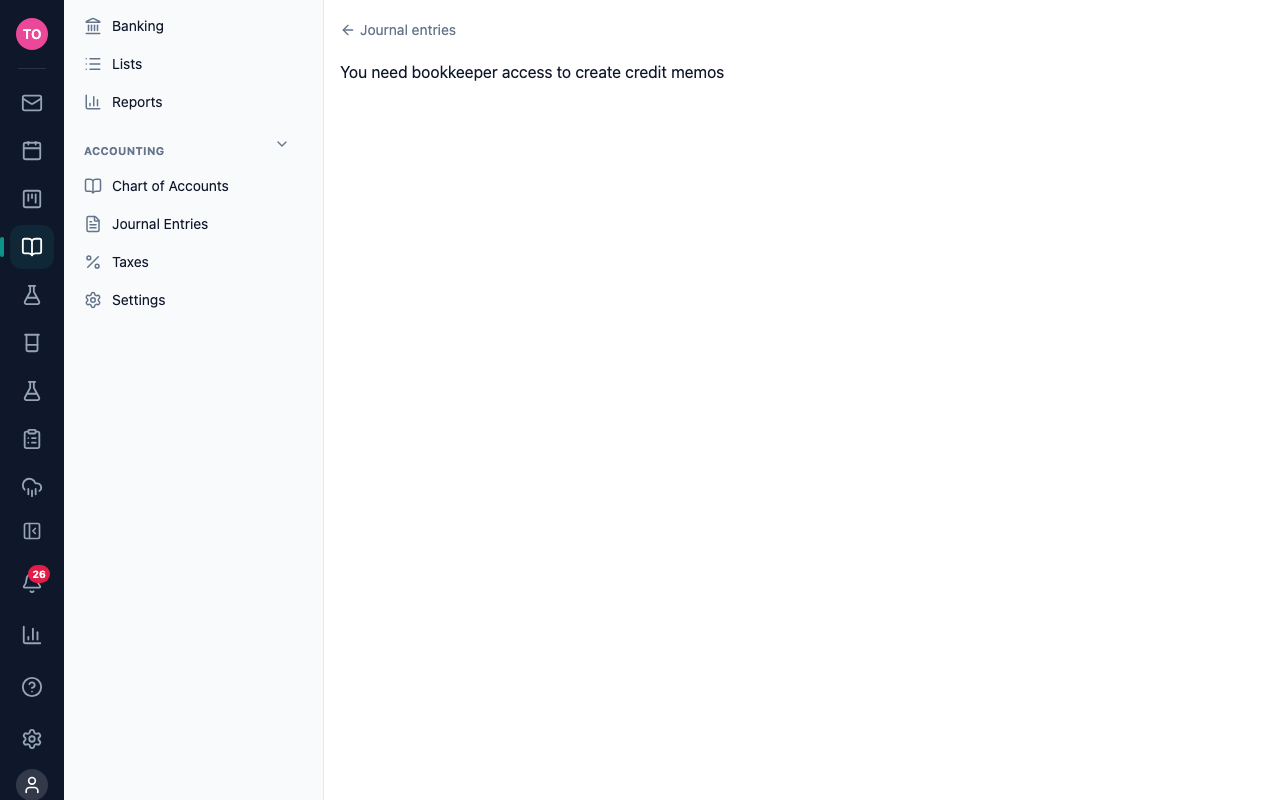 TO
26
Banking
Lists
Reports
ACCOUNTING
Chart of Accounts
Journal Entries
Taxes
Settings
Journal entries
You need bookkeeper access to create credit memos